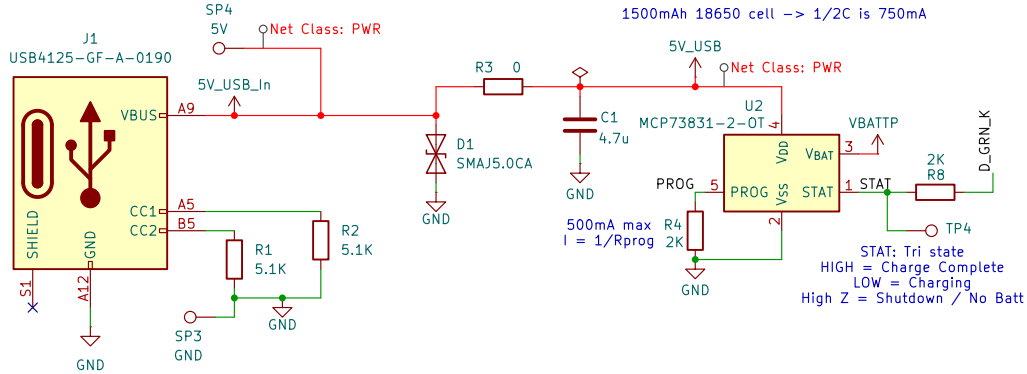 1500mAh 18650 cell -> 1/2C is 750mA
SP4
5V
Net Class: PWR
J1
USB4125-GF-A-0190
5V_USB
Net Class: PWR
R3 0
5V_USB_In
VBUS A9
U2
MCP73831-2-OT
4
C1
4.7u
VBATTP
D_GRN_K
D1
SMAJ5.0CA
VDD
VBAT 3
2K
R8
GND
GND
PROG 5 PROG
STAT 1 STAT
VSS
2
CC1 A5
CC2 B5
SHIELD
GND
R1
5.1K
R2
5.1K
500mA max
I = 1/Rprog
R4
2K
TP4
STAT: Tri state
HIGH = Charge Complete
LOW = Charging
High Z = Shutdown / No Batt
GND
S1
A12
GND
SP3
GND
GND